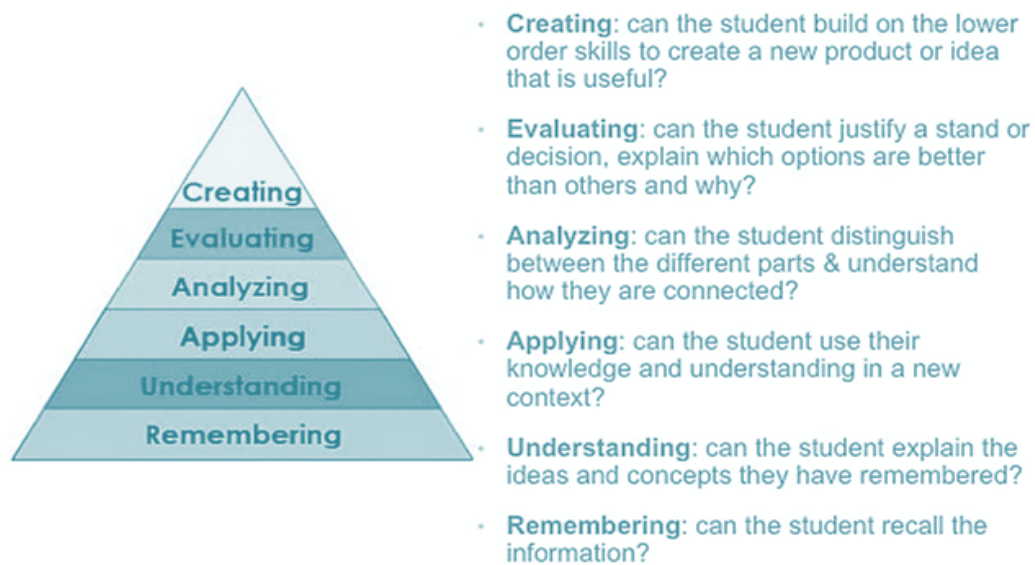 Creating
Evaluating
Analyzing
Applying
Understanding
Remembering
• Creating: can the student build on the lower
order skills to create a new product or idea
that is useful?
• Evaluating: can the student justify a stand or
decision, explain which options are better
than others and why?
• Analyzing: can the student distinguish
between the different parts & understand
how they are connected?
• Applying: can the student use their
knowledge and understanding in a new
context?
• Understanding: can the student explain the
ideas and concepts they have remembered?
• Remembering: can the student recall the
information?